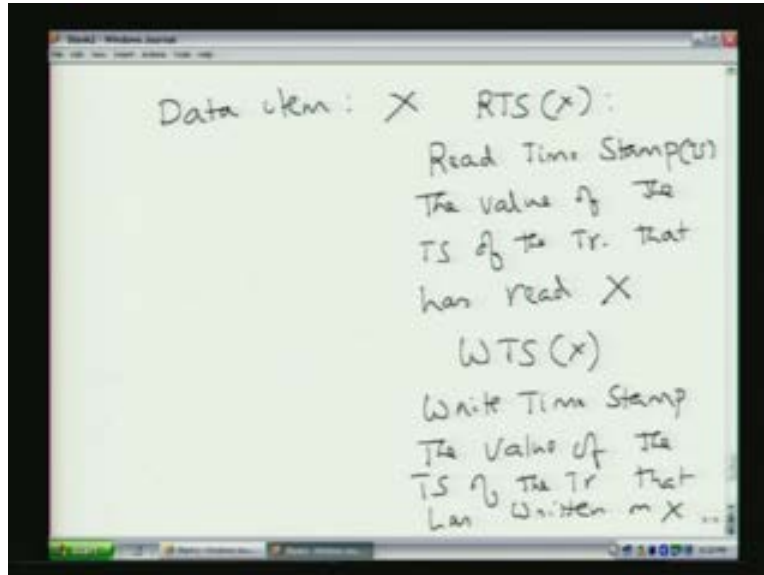 Data item : X RTS(X) :
Read Time Stamp(s)
The value of the
TS of the Tr. that
has read X
WTS(X)
Write Time Stamp
The value of the
TS of the Tr that
has written on X